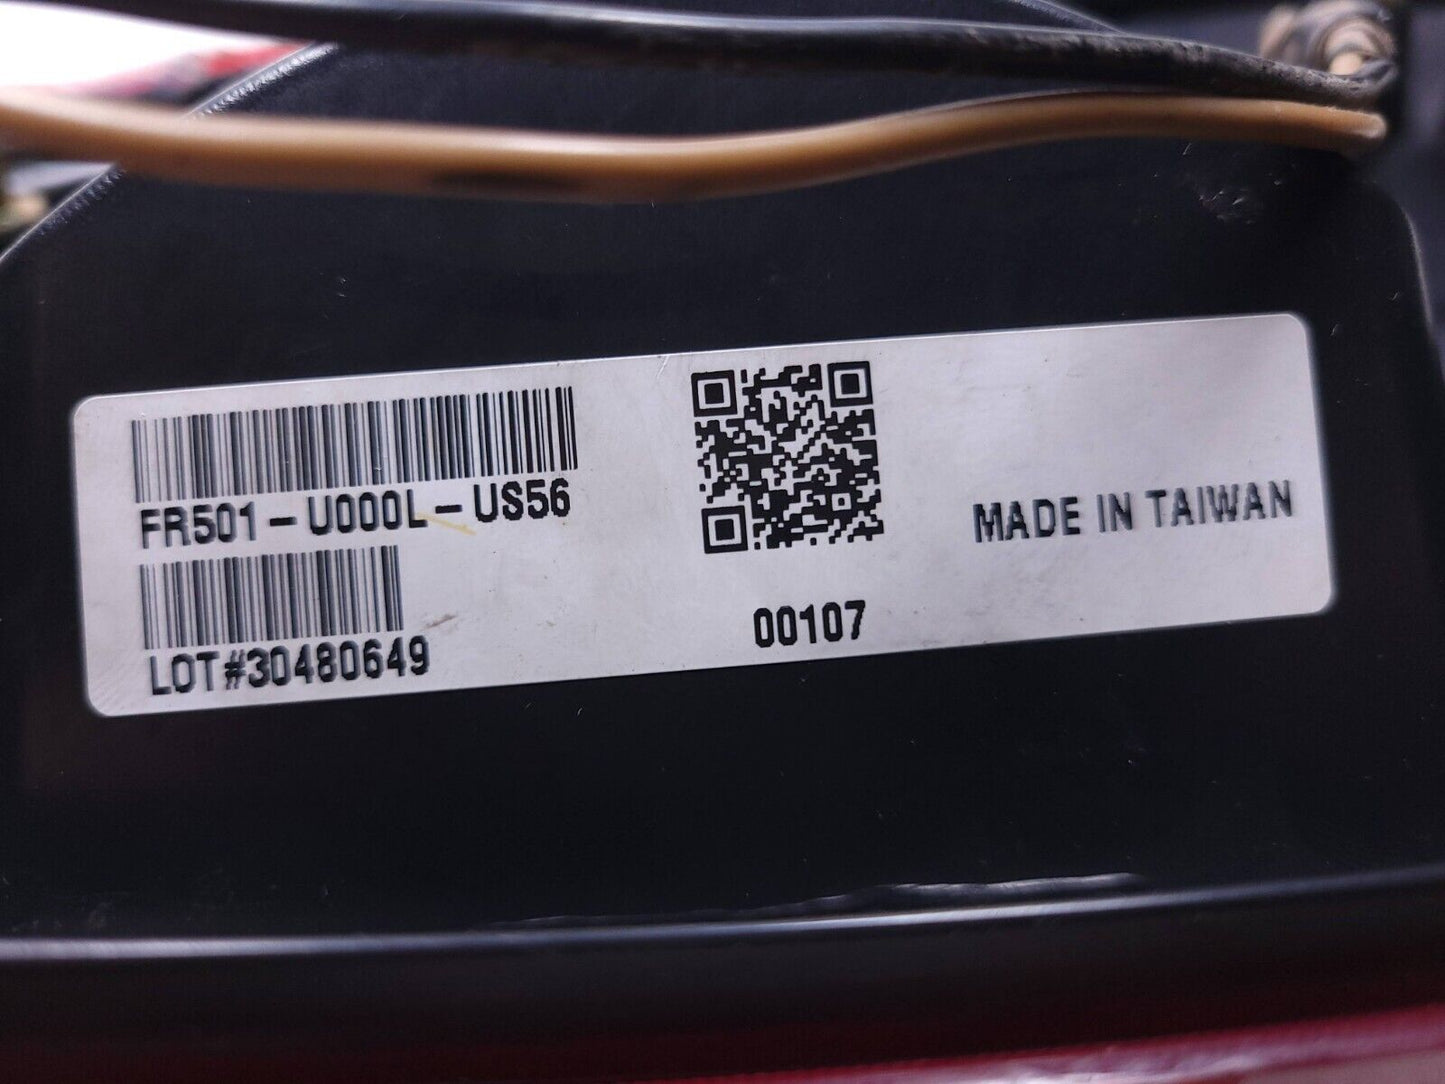 FR501-U000L-US56
LOT#30480649
00107
MADE IN TAIWAN